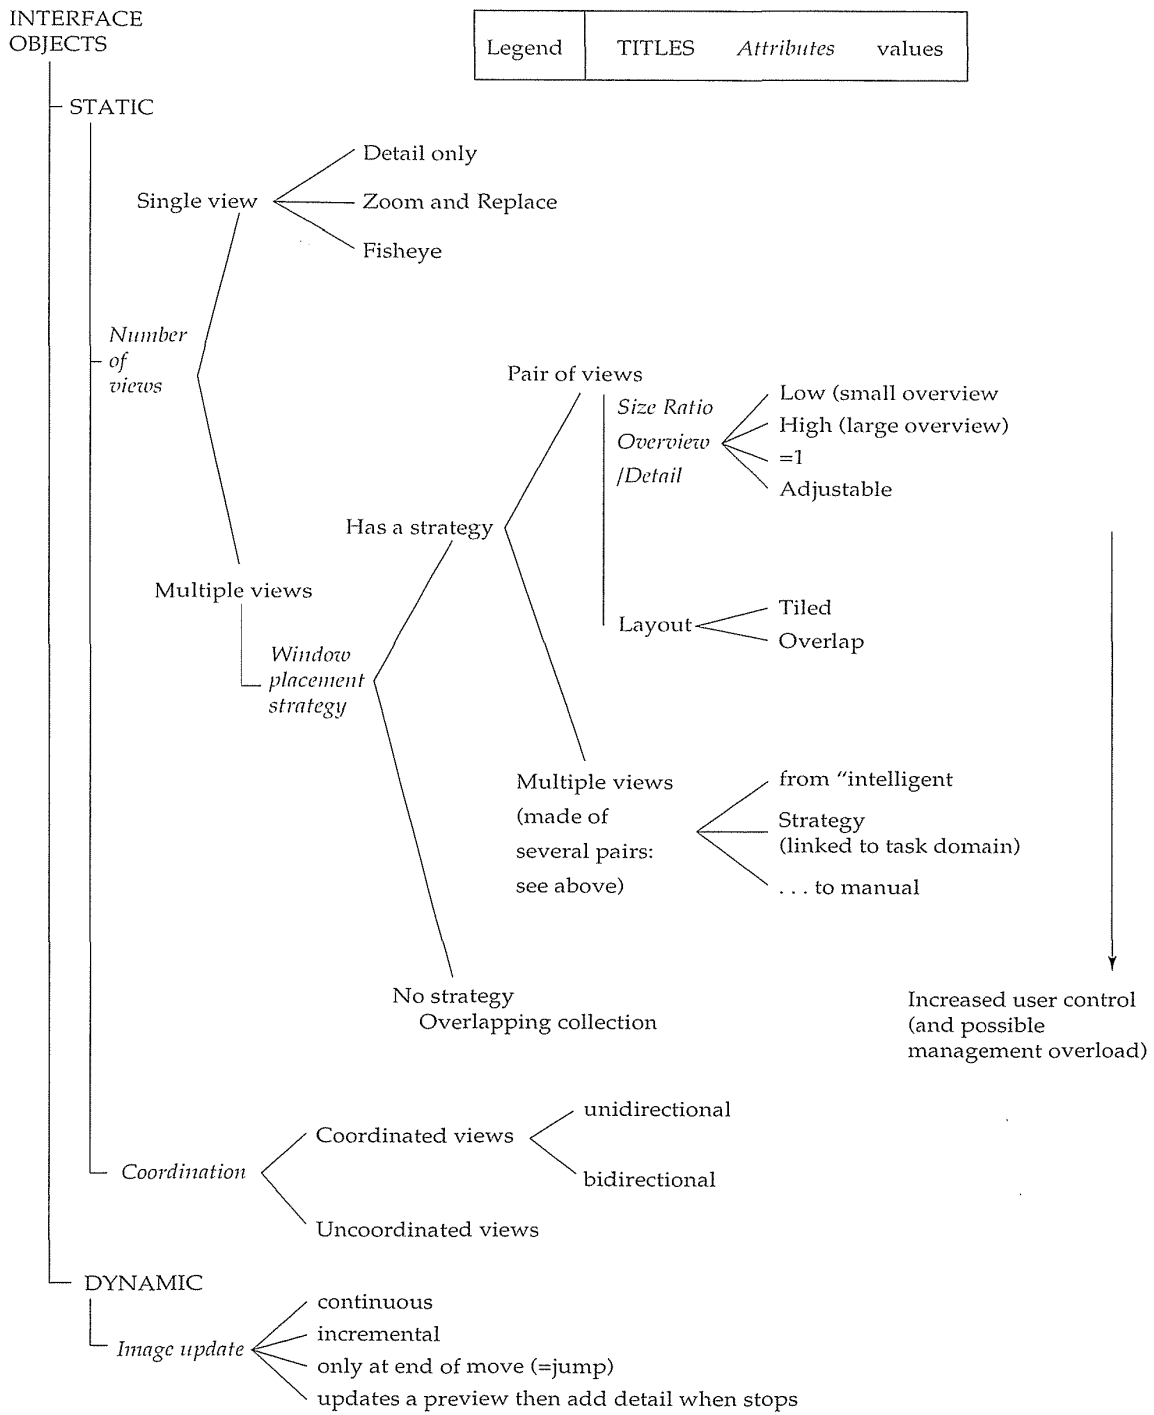 INTERFACE
OBJECTS
Legend TITLES Attributes values
STATIC
Detail only
Single view
Zoom and Replace
Fisheye
Number
of
views
Pair of views
Size Ratio
Overview
/Detail
Low (small overview
High (large overview)
=1
Adjustable
Has a strategy
Multiple views
Layout
Tiled
Overlap
Window
placement
strategy
Multiple views
(made of
several pairs:
see above)
from “intelligent
Strategy
(linked to task domain)
. . . to manual
No strategy
Overlapping collection
Increased user control
(and possible
management overload)
Coordination
Coordinated views
unidirectional
bidirectional
Uncoordinated views
DYNAMIC
Image update
continuous
incremental
only at end of move (=jump)
updates a preview then add detail when stops